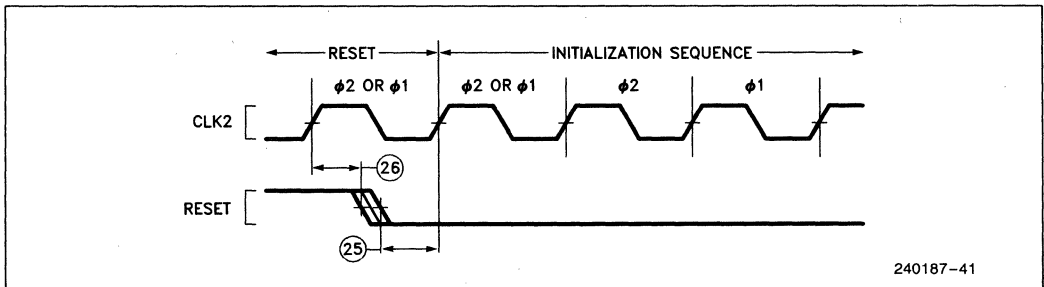 RESET INITIALIZATION SEQUENCE
ϕ2 OR ϕ1 ϕ2 OR ϕ1 ϕ2 ϕ1
CLK2
26
RESET
25
240187-41